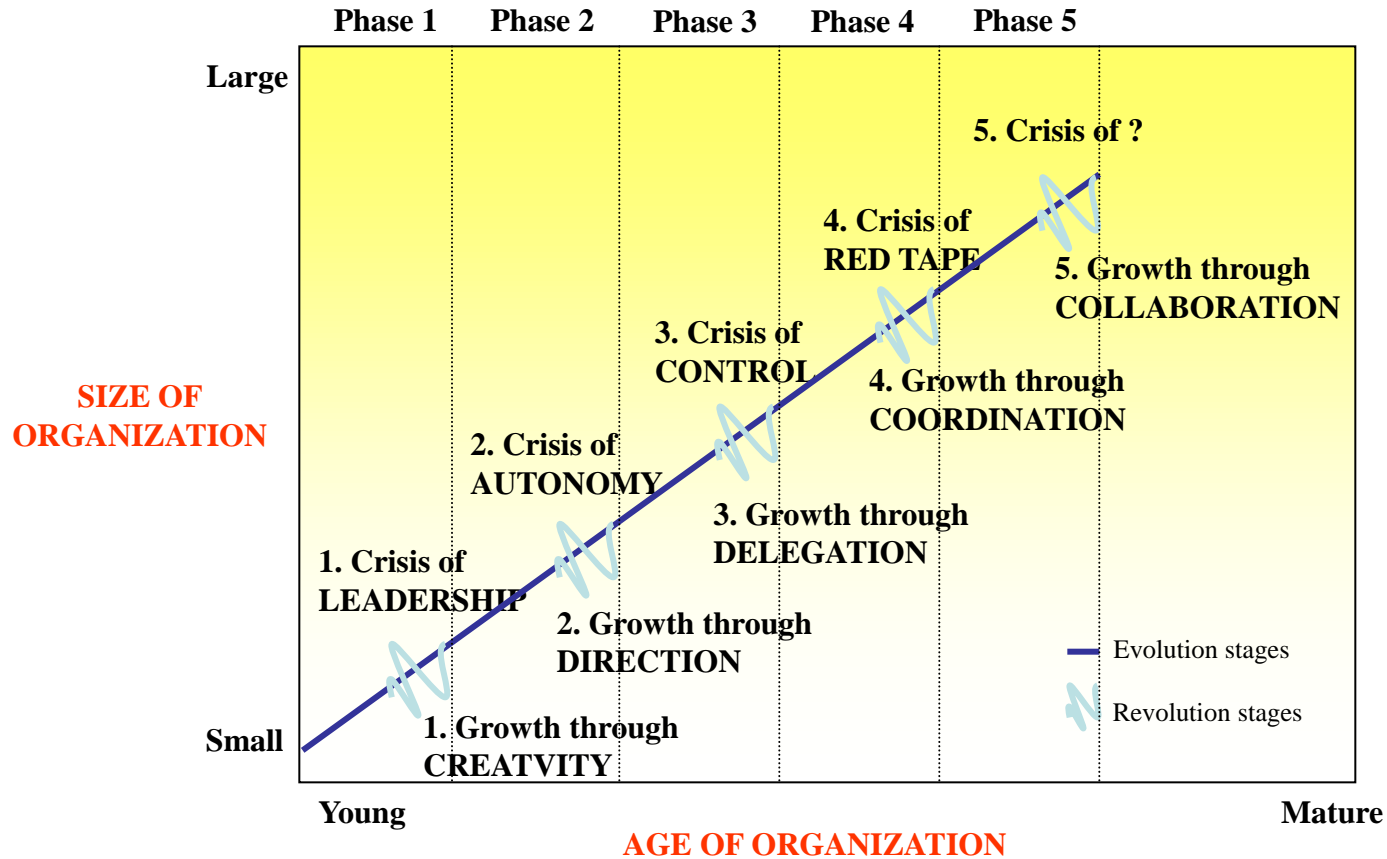 Phase 1 Phase 2 Phase 3 Phase 4 Phase 5
Large
5. Crisis of ?
4. Crisis of
RED TAPE
5. Growth through
COLLABORATION
3. Crisis of
CONTROL
4. Growth through
COORDINATION
SIZE OF
ORGANIZATION
2. Crisis of
AUTONOMY
3. Growth through
DELEGATION
1. Crisis of
LEADERSHIP
2. Growth through
DIRECTION
Evolution stages
Revolution stages
1. Growth through
CREATVITY
Small
Young
Mature
AGE OF ORGANIZATION